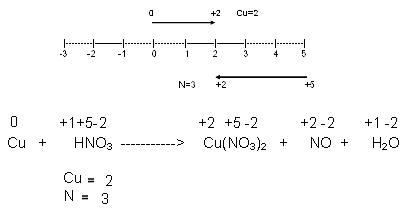 0 +2 Cu=2
-3 -2 -1 0 1 2 3 4 5
N=3 +2 +5
0 +1+5-2 +2 +5 -2 +2 -2 +1 -2
Cu + HNO₃ -----------> Cu(NO₃)₂ + NO + H₂O
Cu = 2
N = 3